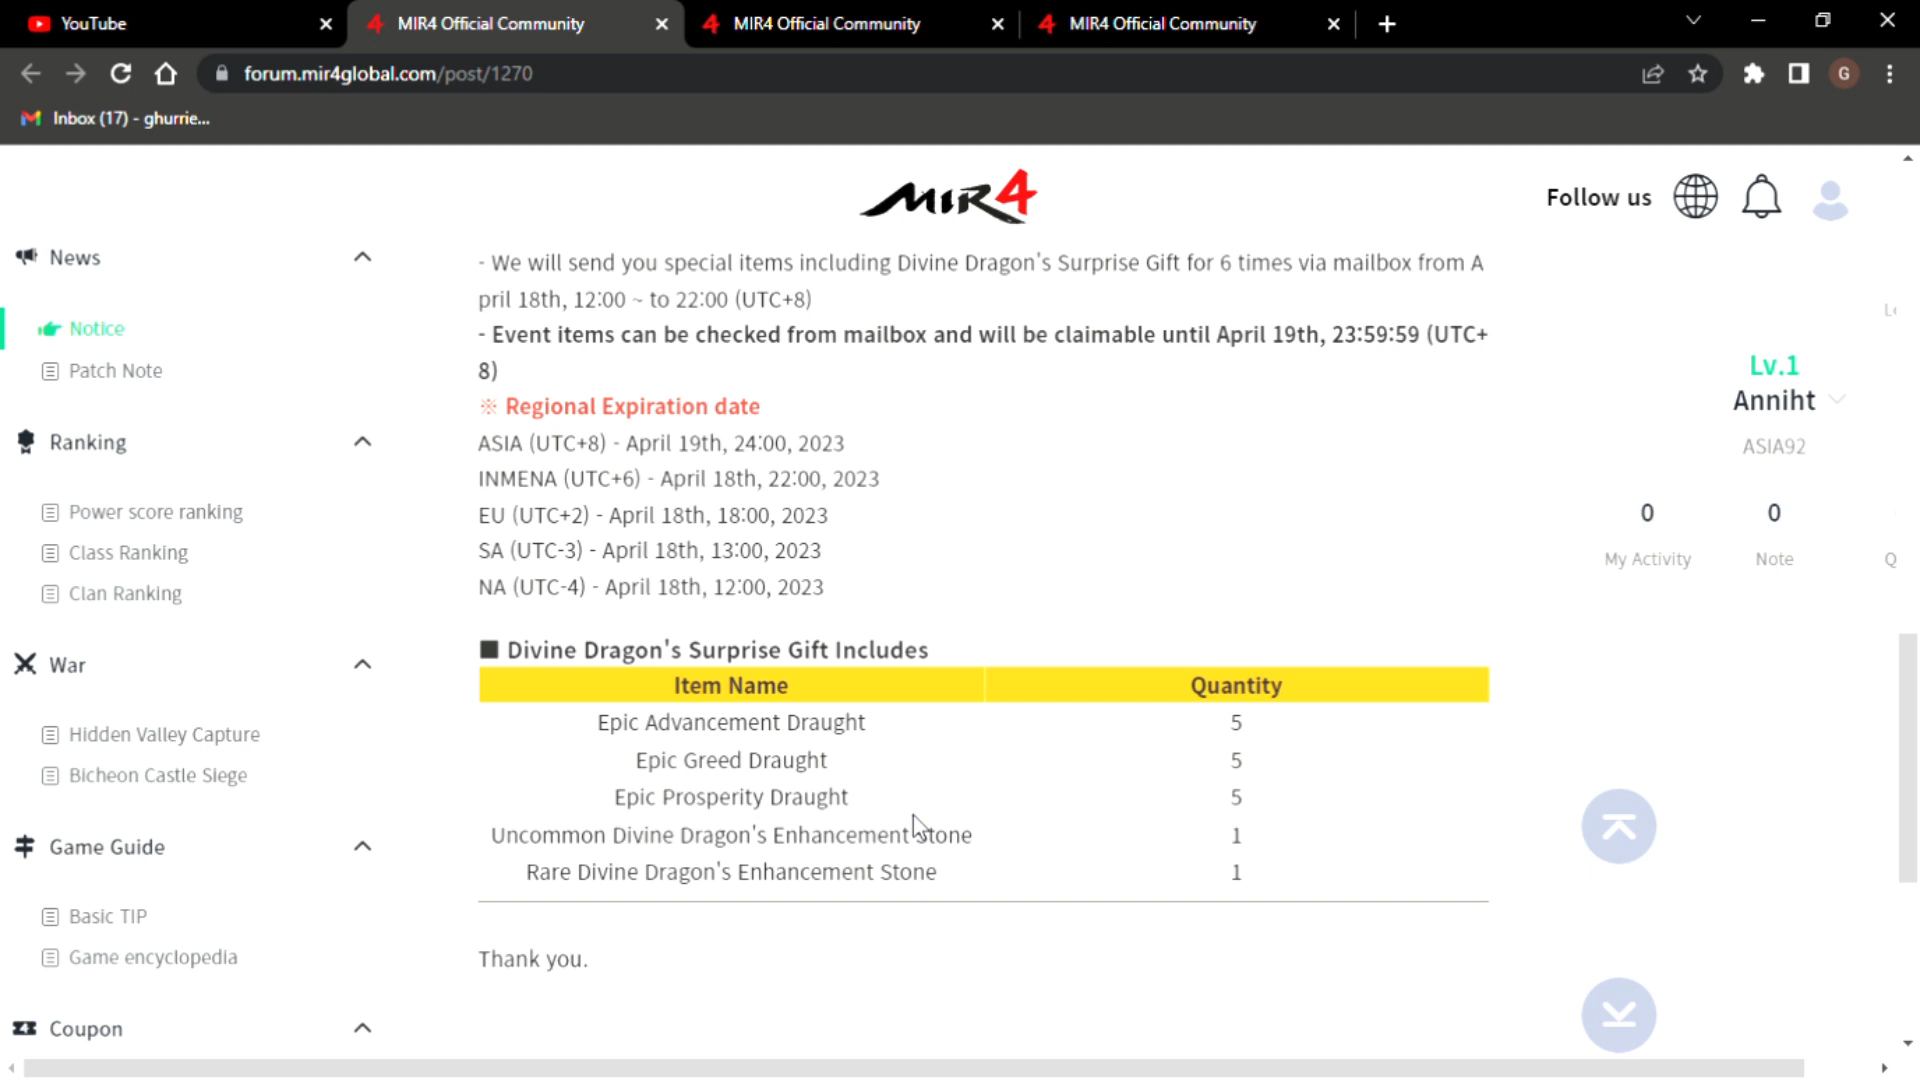 YouTube
MIR4 Official Community
MIR4 Official Community
MIR4 Official Community
forum.mir4global.com/post/1270
G
Inbox (17) - ghurrie...
MIR4
Follow us
News
Notice
Patch Note
Ranking
Power score ranking
Class Ranking
Clan Ranking
War
Hidden Valley Capture
Bicheon Castle Siege
Game Guide
Basic TIP
Game encyclopedia
Coupon
- We will send you special items including Divine Dragon's Surprise Gift for 6 times via mailbox from A
pril 18th, 12:00 ~ to 22:00 (UTC+8)
- Event items can be checked from mailbox and will be claimable until April 19th, 23:59:59 (UTC+
8)
※ Regional Expiration date
ASIA (UTC+8) - April 19th, 24:00, 2023
INMENA (UTC+6) - April 18th, 22:00, 2023
EU (UTC+2) - April 18th, 18:00, 2023
SA (UTC-3) - April 18th, 13:00, 2023
NA (UTC-4) - April 18th, 12:00, 2023
■ Divine Dragon's Surprise Gift Includes
Item Name Quantity
Epic Advancement Draught 5
Epic Greed Draught 5
Epic Prosperity Draught 5
Uncommon Divine Dragon's Enhancement Stone 1
Rare Divine Dragon's Enhancement Stone 1
Thank you.
Lv.1
Anniht
ASIA92
0 0
My Activity Note Q